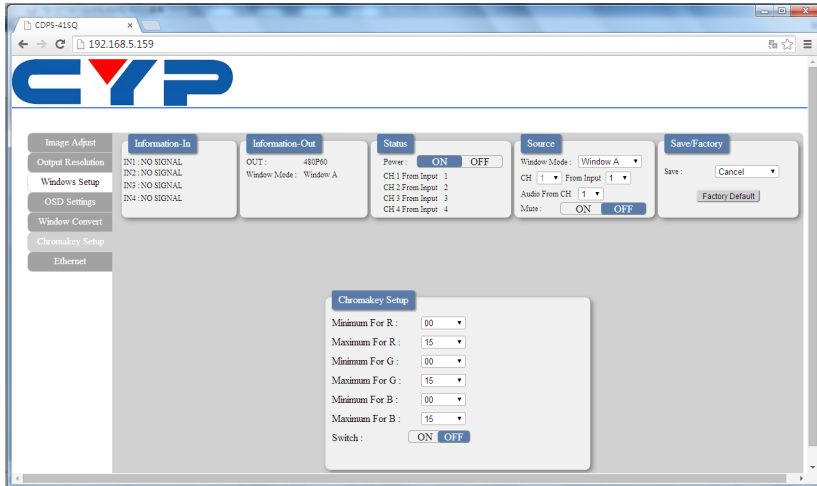 CDPS-41SQ
192.168.5.159
CYP
Image Adjust
Output Resolution
Windows Setup
OSD Settings
Window Convert
Chromakey Setup
Ethernet
Information-In
IN1 : NO SIGNAL
IN2 : NO SIGNAL
IN3 : NO SIGNAL
IN4 : NO SIGNAL
Information-Out
OUT : 480P60
Window Mode : Window A
Status
Power : ON OFF
CH 1 From Input 1
CH 2 From Input 2
CH 3 From Input 3
CH 4 From Input 4
Source
Window Mode : Window A
CH 1 From Input 1
Audio From CH 1
Mute : ON OFF
Save/Factory
Save : Cancel
Factory Default
Chromakey Setup
Minimum For R : 00
Maximum For R : 15
Minimum For G : 00
Maximum For G : 15
Minimum For B : 00
Maximum For B : 15
Switch : ON OFF